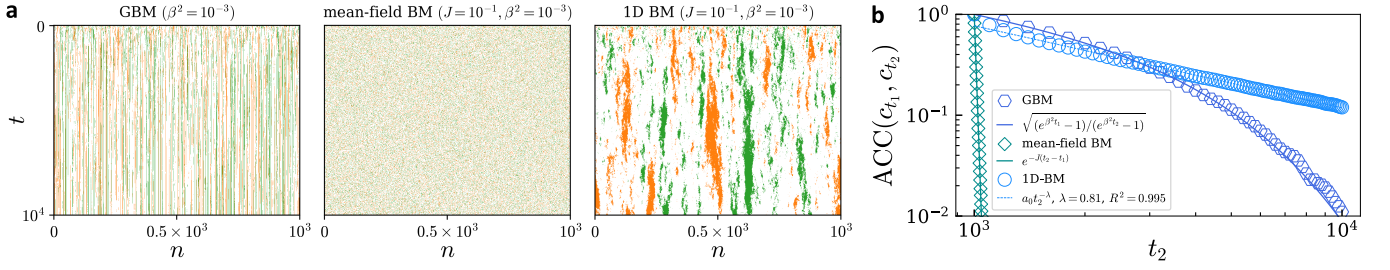 a
GBM (β² = 10⁻³)
mean-field BM (J = 10⁻¹, β² = 10⁻³)
1D BM (J = 10⁻¹, β² = 10⁻³)
0
t
10⁴
0
0.5 × 10³
10³
n
0
0.5 × 10³
10³
n
0
0.5 × 10³
10³
n
b
10⁰
10⁻¹
10⁻²
ACC(c_{t₁}, c_{t₂})
GBM
√((e^{β²t₁} − 1)/(e^{β²t₂} − 1))
mean-field BM
e^{−J(t₂−t₁)}
1D-BM
a₀t₂^{−λ}, λ = 0.81, R² = 0.995
10³
10⁴
t₂